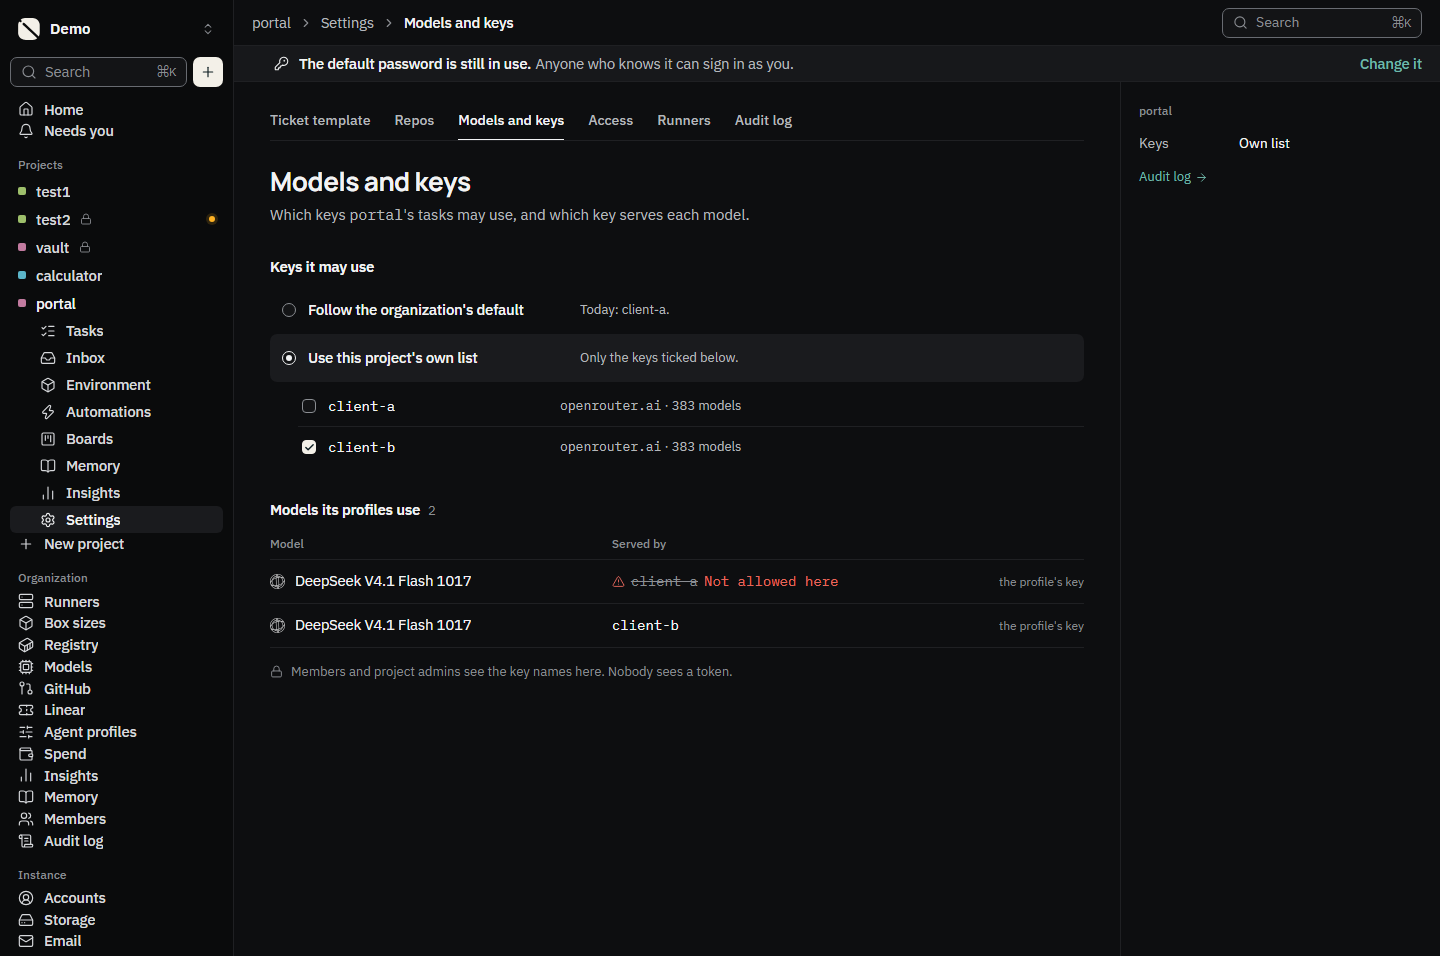 Demo
Search ⌘K
Home
Needs you
Projects
test1
test2
vault
calculator
portal
Tasks
Inbox
Environment
Automations
Boards
Memory
Insights
Settings
New project
Organization
Runners
Box sizes
Registry
Models
GitHub
Linear
Agent profiles
Spend
Insights
Memory
Members
Audit log
Instance
Accounts
Storage
Email
portal > Settings > Models and keys
Search ⌘K
The default password is still in use. Anyone who knows it can sign in as you.
Change it
Ticket template Repos Models and keys Access Runners Audit log
Models and keys
Which keys portal's tasks may use, and which key serves each model.
Keys it may use
Follow the organization's default Today: client-a.
Use this project's own list Only the keys ticked below.
client-a openrouter.ai · 383 models
client-b openrouter.ai · 383 models
Models its profiles use 2
Model Served by
DeepSeek V4.1 Flash 1017 client-a Not allowed here the profile's key
DeepSeek V4.1 Flash 1017 client-b the profile's key
Members and project admins see the key names here. Nobody sees a token.
portal
Keys Own list
Audit log →